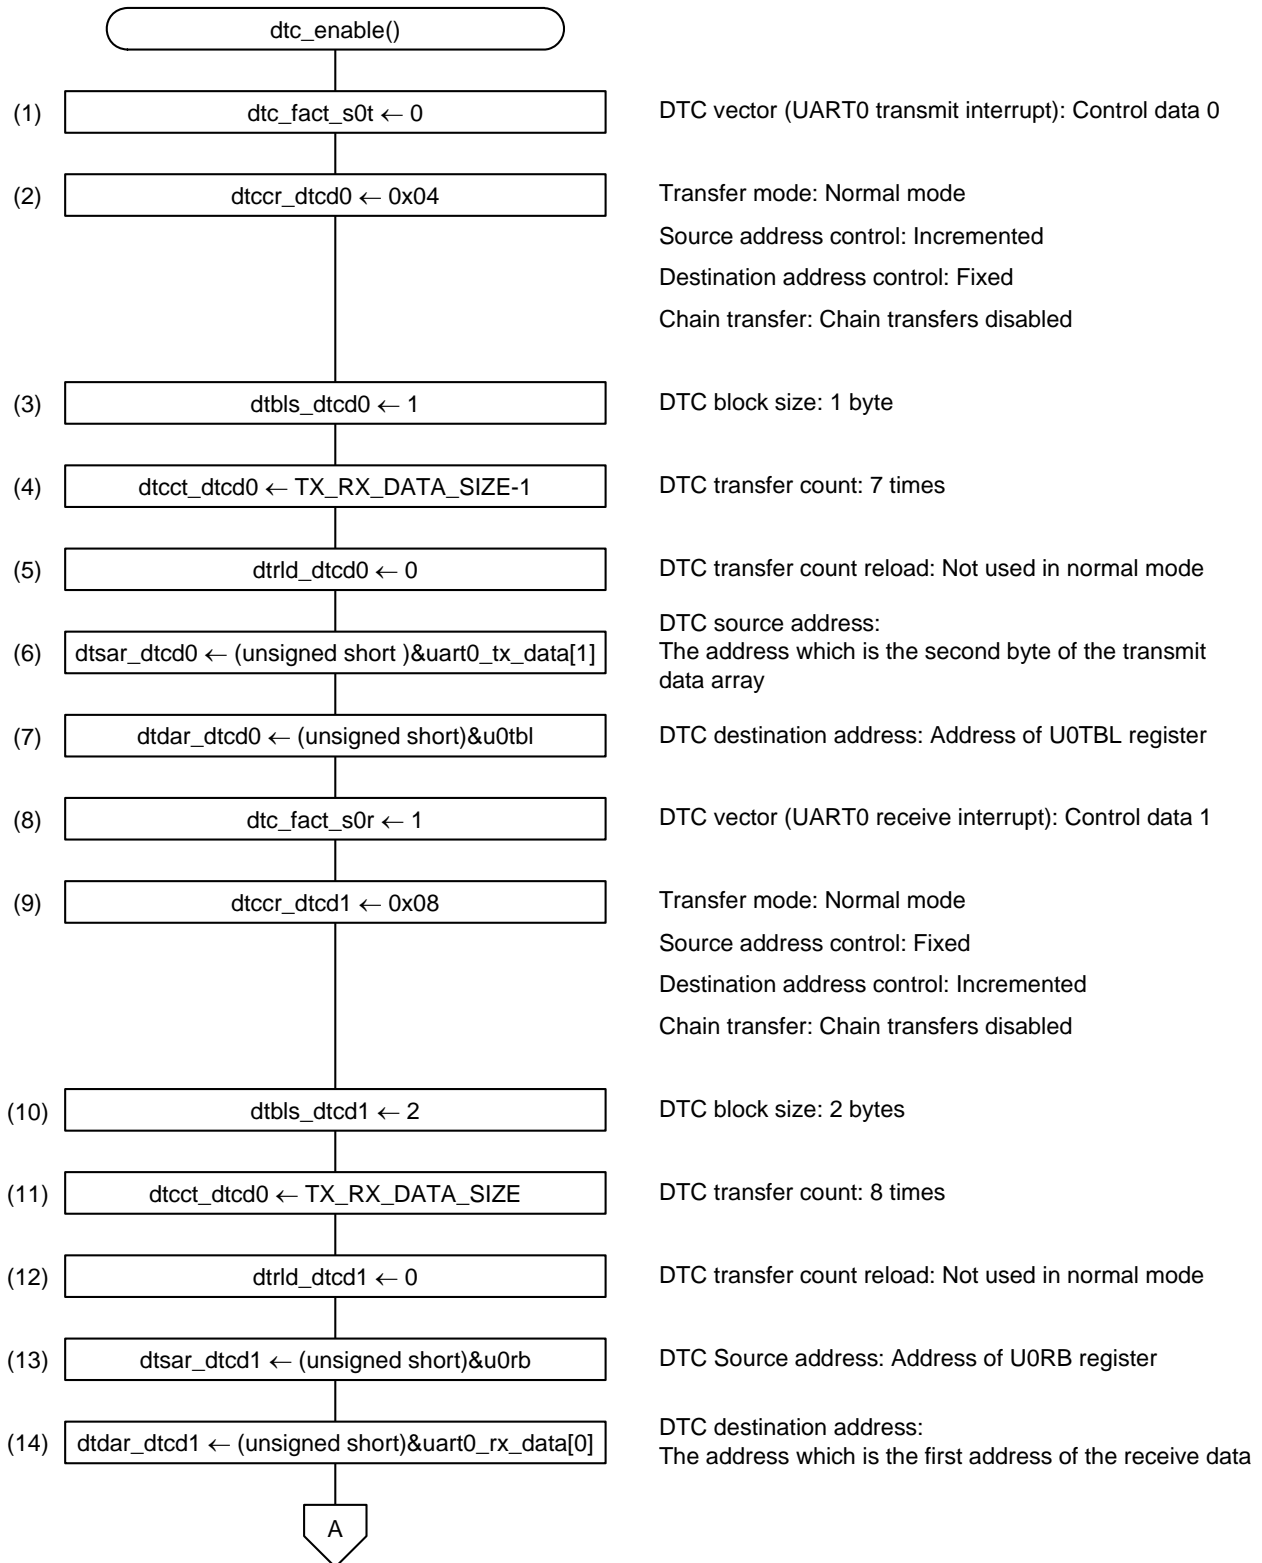 dtc_enable()
(1) dtc_fact_s0t ← 0 DTC vector (UART0 transmit interrupt): Control data 0
(2) dtccr_dtcd0 ← 0x04 Transfer mode: Normal mode
Source address control: Incremented
Destination address control: Fixed
Chain transfer: Chain transfers disabled
(3) dtbls_dtcd0 ← 1 DTC block size: 1 byte
(4) dtcct_dtcd0 ← TX_RX_DATA_SIZE-1 DTC transfer count: 7 times
(5) dtrld_dtcd0 ← 0 DTC transfer count reload: Not used in normal mode
(6) dtsar_dtcd0 ← (unsigned short )&uart0_tx_data[1] DTC source address:
The address which is the second byte of the transmit
data array
(7) dtdar_dtcd0 ← (unsigned short)&u0tbl DTC destination address: Address of U0TBL register
(8) dtc_fact_s0r ← 1 DTC vector (UART0 receive interrupt): Control data 1
(9) dtccr_dtcd1 ← 0x08 Transfer mode: Normal mode
Source address control: Fixed
Destination address control: Incremented
Chain transfer: Chain transfers disabled
(10) dtbls_dtcd1 ← 2 DTC block size: 2 bytes
(11) dtcct_dtcd0 ← TX_RX_DATA_SIZE DTC transfer count: 8 times
(12) dtrld_dtcd1 ← 0 DTC transfer count reload: Not used in normal mode
(13) dtsar_dtcd1 ← (unsigned short)&u0rb DTC Source address: Address of U0RB register
(14) dtdar_dtcd1 ← (unsigned short)&uart0_rx_data[0] DTC destination address:
The address which is the first address of the receive data
A